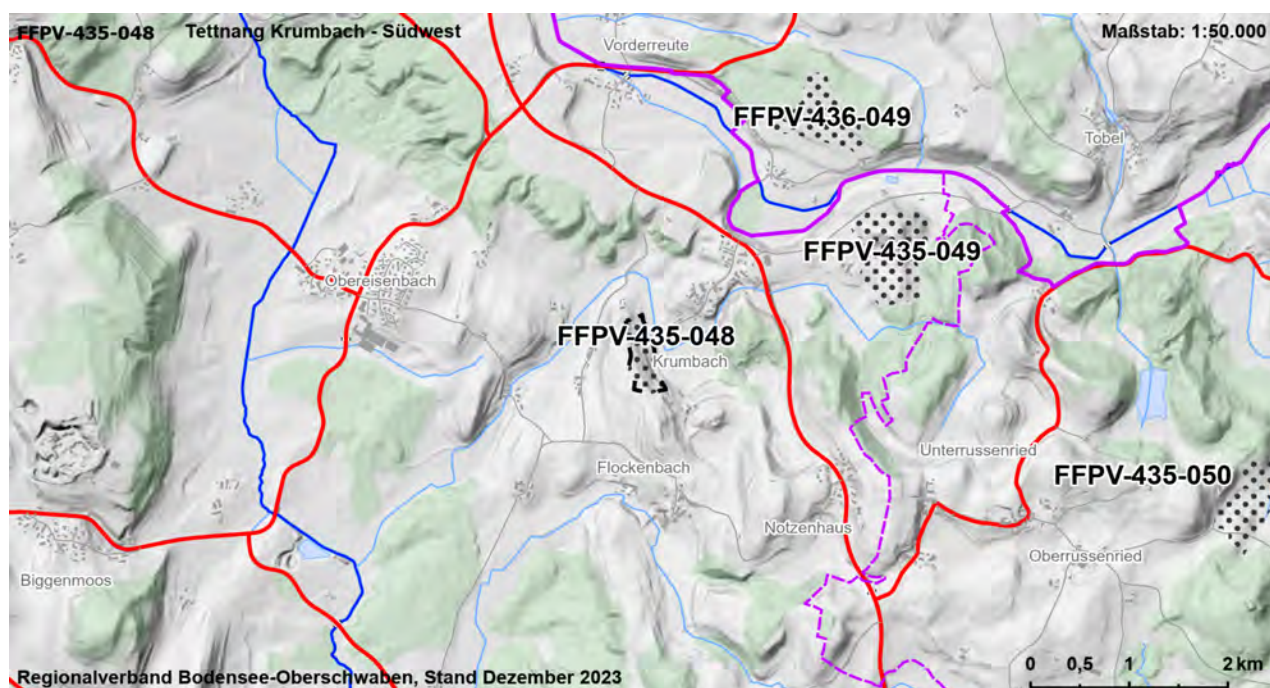 FFPV-435-048 Tettnang Krumbach - Südwest
Maßstab: 1:50.000
Vorderreute
FFPV-436-049
Tobel
FFPV-435-049
Obereisenbach
FFPV-435-048
Krumbach
Unterrussenried
Flockenbach
FFPV-435-050
Notzenhaus
Oberrussenried
Biggenmoos
Regionalverband Bodensee-Oberschwaben, Stand Dezember 2023
0 0,5 1 2 km